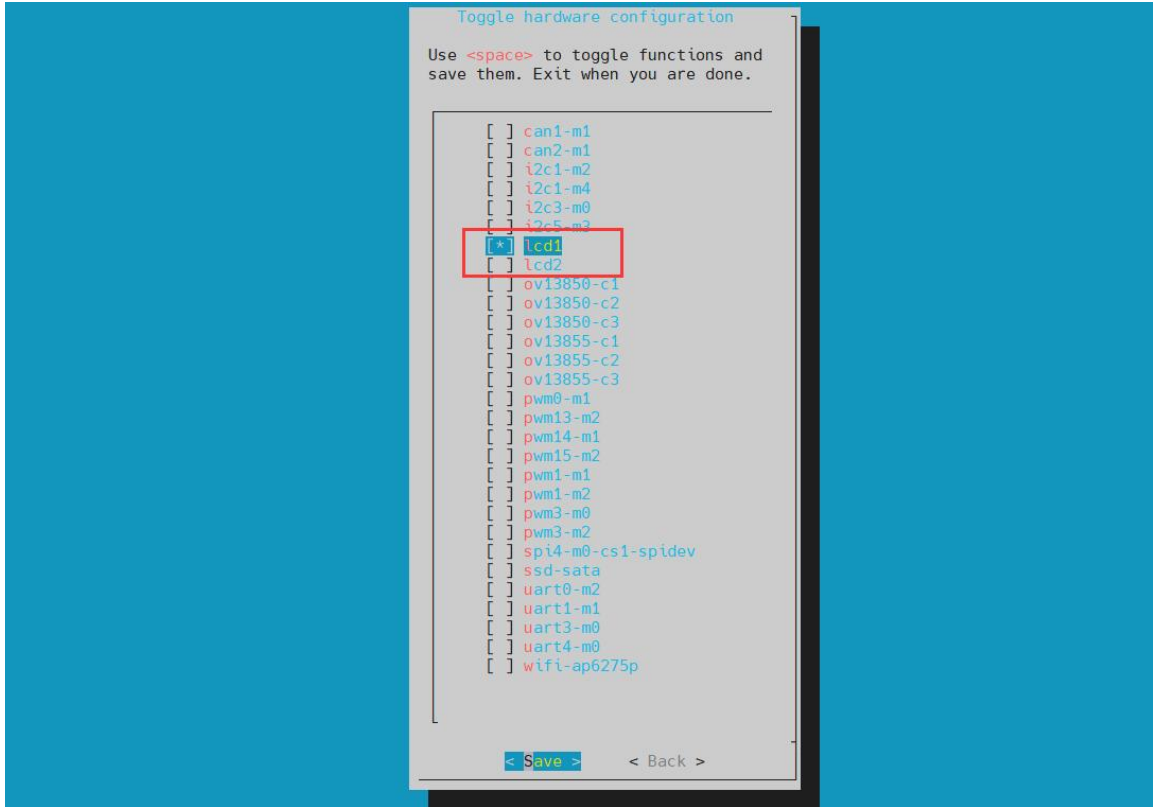 Toggle hardware configuration
Use <space> to toggle functions and
save them. Exit when you are done.
[ ] can1-m1
[ ] can2-m1
[ ] i2c1-m2
[ ] i2c1-m4
[ ] i2c3-m0
[ ] i2c5-m3
[*] lcd1
[ ] lcd2
[ ] ov13850-c1
[ ] ov13850-c2
[ ] ov13850-c3
[ ] ov13855-c1
[ ] ov13855-c2
[ ] ov13855-c3
[ ] pwm0-m1
[ ] pwm13-m2
[ ] pwm14-m1
[ ] pwm15-m2
[ ] pwm1-m1
[ ] pwm1-m2
[ ] pwm3-m0
[ ] pwm3-m2
[ ] spi4-m0-cs1-spidev
[ ] ssd-sata
[ ] uart0-m2
[ ] uart1-m1
[ ] uart3-m0
[ ] uart4-m0
[ ] wifi-ap6275p
< Save > < Back >